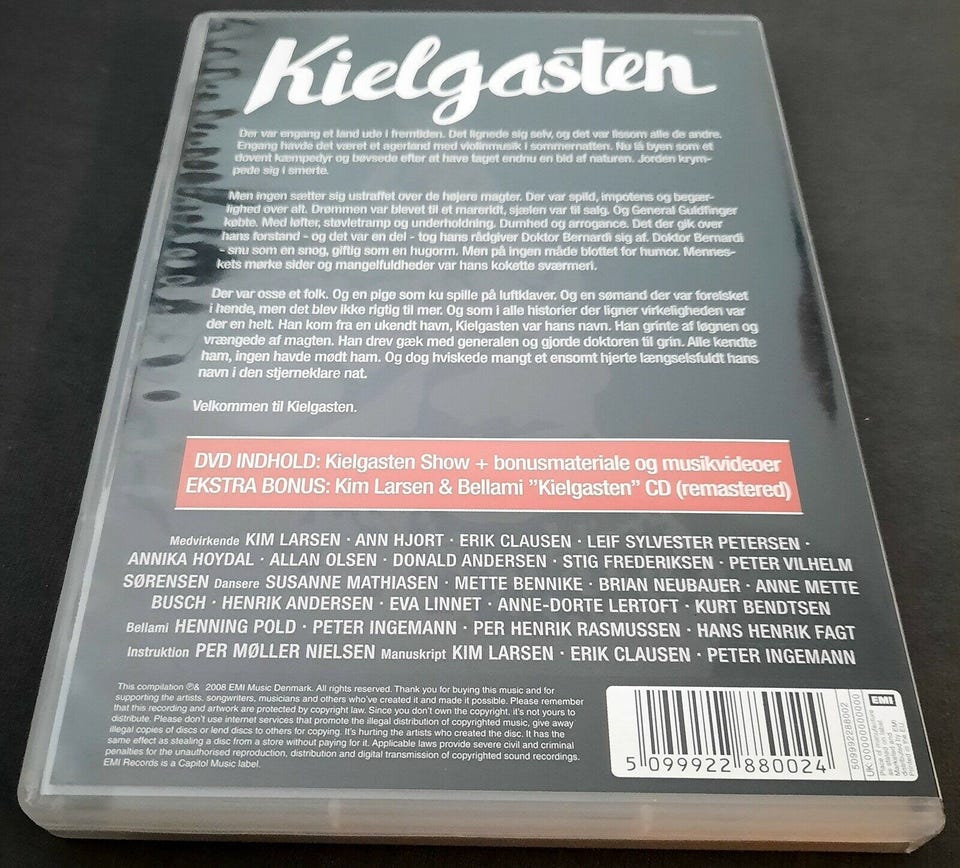 Kielgasten
Der var engang et land ude i fremtiden. Det lignede sig selv, og det var lissom alle de andre.
Engang havde det været et agerland med violinmusik i sommernatten. Nu lå byen som et
dovent kæmpedyr og bøvsede efter at have taget endnu en bid af naturen. Jorden krym-
pede sig i smerte.
Men ingen sætter sig ustraffet over de højere magter. Der var spild, impotens og begær-
lighed over alt. Drømmen var blevet til et mareridt, sjælen var til salg. Og General Guldfinger
købte. Med løfter, støvletramp og underholdning. Dumhed og arrogance. Det der gik over
hans forstand - og det var en del - tog hans rådgiver Doktor Bernardi sig af. Doktor Bernardi
- snu som en snog, giftig som en hugorm. Men på ingen måde blottet for humor. Mennes-
kets mørke sider og mangelfuldheder var hans kokette sværmeri.
Der var osse et folk. Og en pige som ku spille på luftklaver. Og en sømand der var forelsket
i hende, men det blev ikke rigtig til mer. Og som i alle historier der ligner virkeligheden var
der en helt. Han kom fra en ukendt havn, Kielgasten var hans navn. Han grinte af løgnen og
vrængede af magten. Han drev gæk med generalen og gjorde doktoren til grin. Alle kendte
ham, ingen havde mødt ham. Og dog hviskede mangt et ensomt hjerte længselsfuldt hans
navn i den stjerneklare nat.
Velkommen til Kielgasten.
DVD INDHOLD: Kielgasten Show + bonusmateriale og musikvideoer
EKSTRA BONUS: Kim Larsen & Bellami ”Kielgasten” CD (remastered)
Medvirkende KIM LARSEN · ANN HJORT · ERIK CLAUSEN · LEIF SYLVESTER PETERSEN ·
ANNIKA HOYDAL · ALLAN OLSEN · DONALD ANDERSEN · STIG FREDERIKSEN · PETER VILHELM
SØRENSEN Dansere SUSANNE MATHIASEN · METTE BENNIKE · BRIAN NEUBAUER · ANNE METTE
BUSCH · HENRIK ANDERSEN · EVA LINNET · ANNE-DORTE LERTOFT · KURT BENDTSEN
Bellami HENNING POLD · PETER INGEMANN · PER HENRIK RASMUSSEN · HANS HENRIK FAGT
Instruktion PER MØLLER NIELSEN Manuskript KIM LARSEN · ERIK CLAUSEN · PETER INGEMANN
This compilation ℗& 2008 EMI Music Denmark. All rights reserved. Thank you for buying this music and for
supporting the artists, songwriters, musicians and others who've created it and made it possible. Please remember
that this recording and artwork are protected by copyright law. Since you don't own the copyright, it's not yours to
distribute. Please don't use internet services that promote the illegal distribution of copyrighted music, give away
illegal copies of discs or lend discs to others for copying. It's hurting the artists who created the disc. It has the
same effect as stealing a disc from a store without paying for it. Applicable laws provide severe civil and criminal
penalties for the unauthorised reproduction, distribution and digital transmission of copyrighted sound recordings.
EMI Records is a Capitol Music label.
5 099922 880024
509992288002
EMI
Place of manufacture
as stated on label
Marketed and
distributed by EMI
Printed in the E.U.